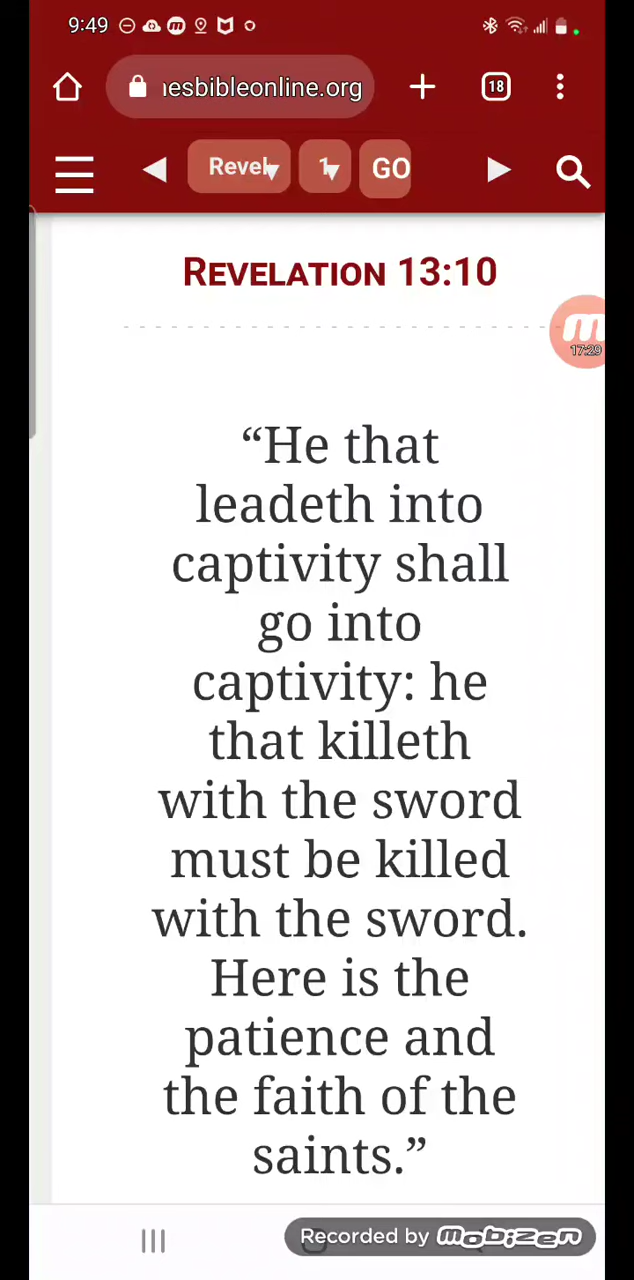 9:49
nesbibleonline.org
18
Revel
1
GO
REVELATION 13:10
17:29
“He that
leadeth into
captivity shall
go into
captivity: he
that killeth
with the sword
must be killed
with the sword.
Here is the
patience and
the faith of the
saints.”
Recorded by mobizen